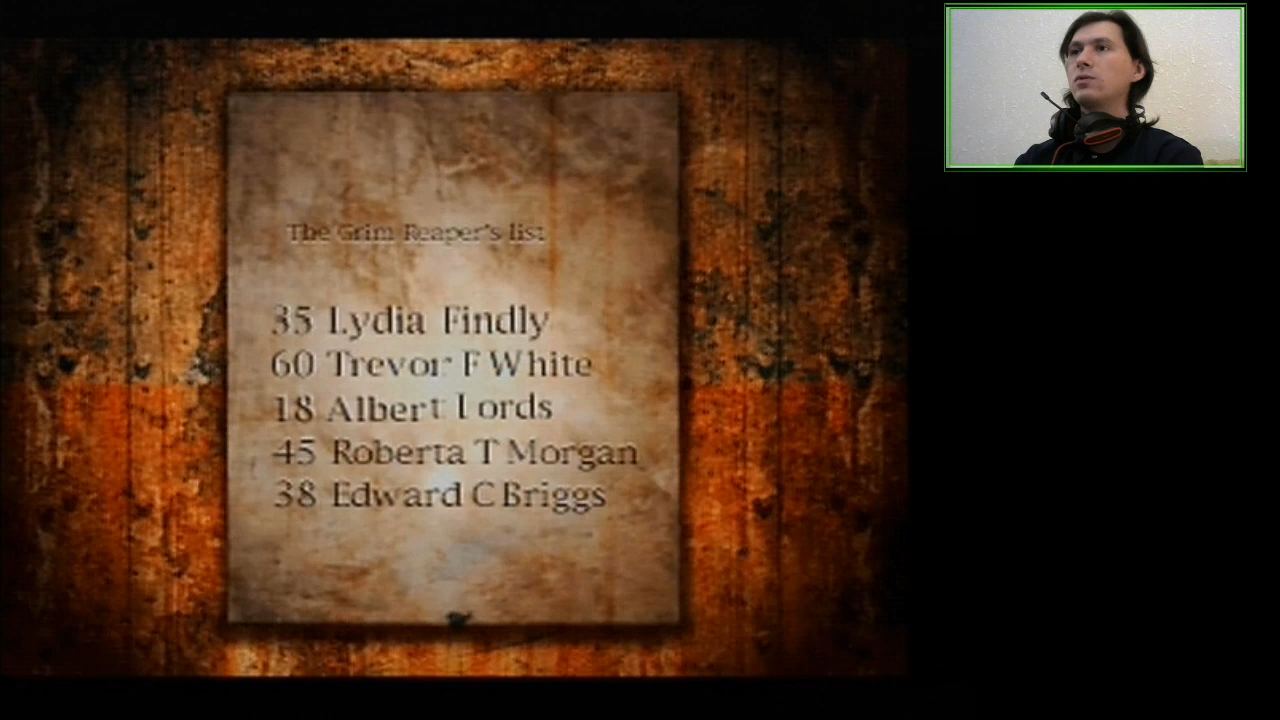 The Grim Reaper's list
35 Lydia Findly
60 Trevor F White
18 Albert Lords
45 Roberta T Morgan
38 Edward C Briggs